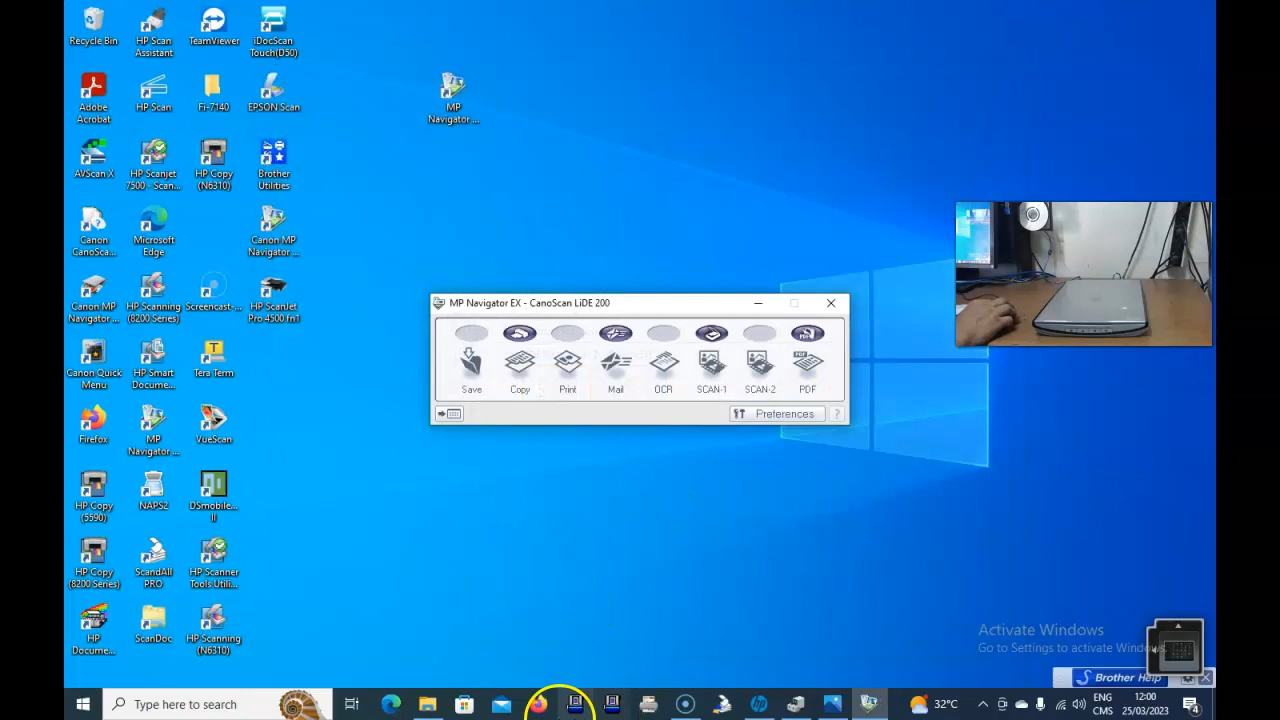 Recycle Bin
HP Scan
Assistant
TeamViewer
iDocScan
Touch(D50)
Adobe
Acrobat
HP Scan
Fi-7140
EPSON Scan
MP
Navigator ...
AVScan X
HP Scanjet
7500 - Scan...
HP Copy
(N6310)
Brother
Utilities
Canon
CanoSca...
Microsoft
Edge
Canon MP
Navigator ...
Canon MP
Navigator ...
HP Scanning
(8200 Series)
Screencast-...
HP ScanJet
Pro 4500 fn1
MP Navigator EX - CanoScan LiDE 200
Save
Copy
Print
Mail
OCR
SCAN-1
SCAN-2
PDF
PDF
Preferences
?
Canon Quick
Menu
HP Smart
Docume...
Tera Term
Firefox
MP
Navigator ...
VueScan
HP Copy
(5590)
NAPS2
DSmobile...
II
HP Copy
(8200 Series)
ScandAll
PRO
HP Scanner
Tools Utili...
HP
Docume...
ScanDoc
HP Scanning
(N6310)
Activate Windows
Go to Settings to activate Windows.
Brother Help
Type here to search
32°C
ENG
CMS
12:00
25/03/2023
4